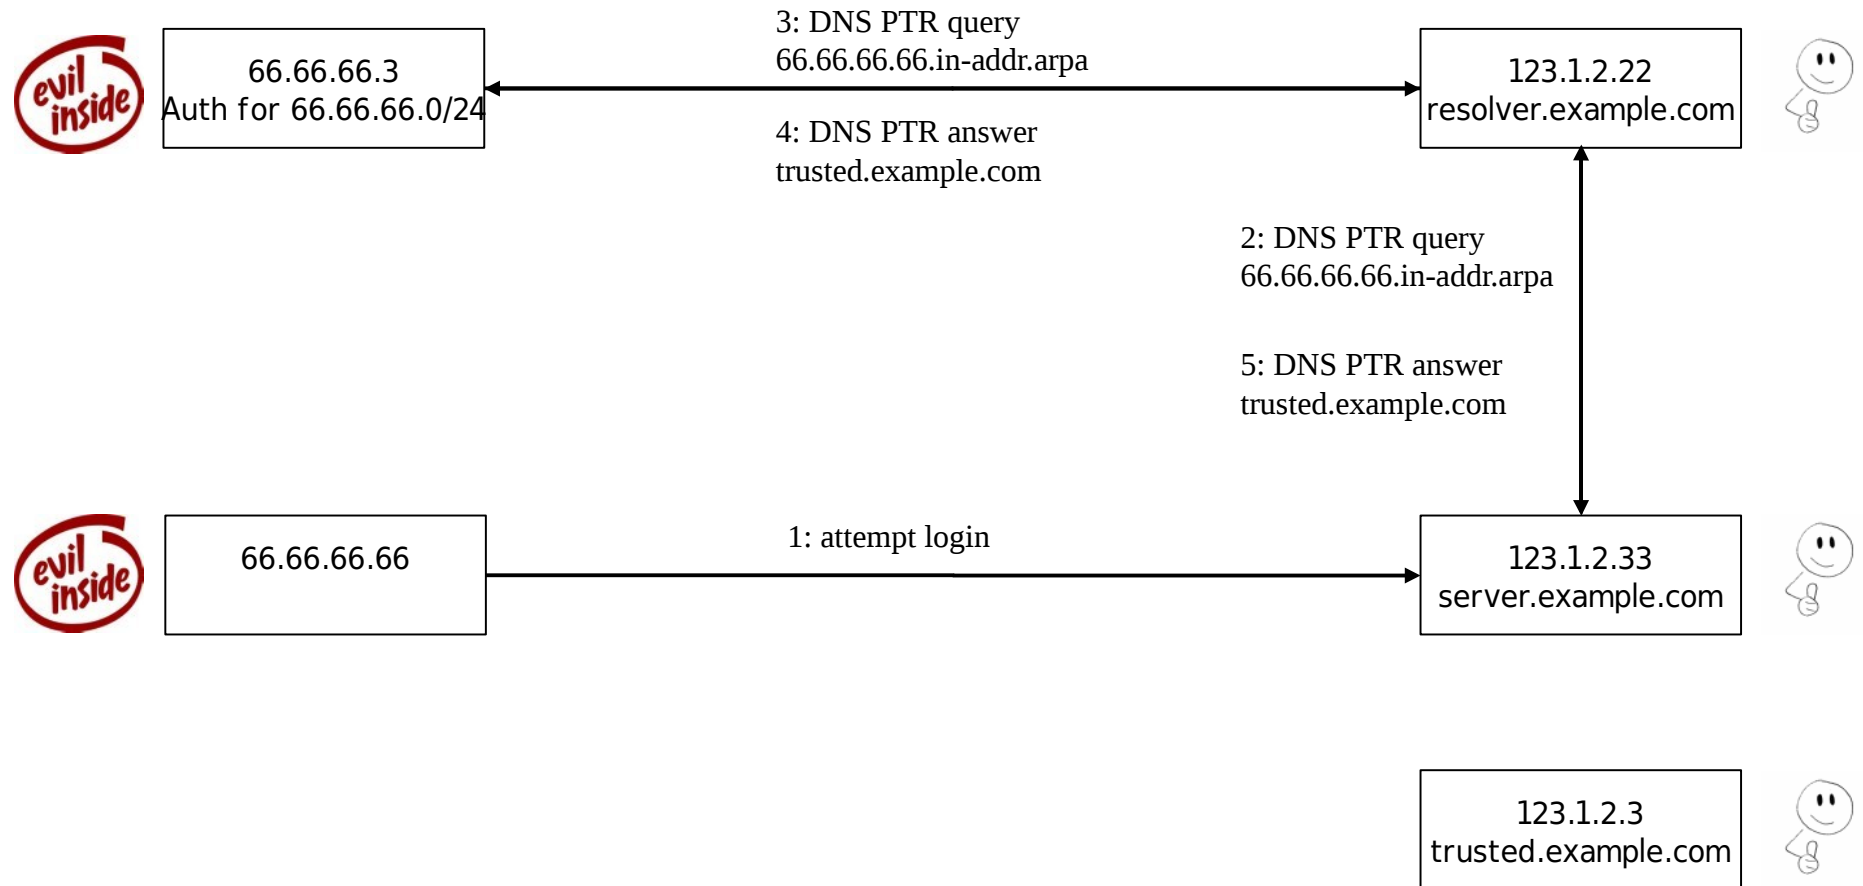 3: DNS PTR query
66.66.66.66.in-addr.arpa
evil
inside
66.66.66.3
Auth for 66.66.66.0/24
123.1.2.22
resolver.example.com
4: DNS PTR answer
trusted.example.com
2: DNS PTR query
66.66.66.66.in-addr.arpa
5: DNS PTR answer
trusted.example.com
evil
inside
66.66.66.66
1: attempt login
123.1.2.33
server.example.com
123.1.2.3
trusted.example.com